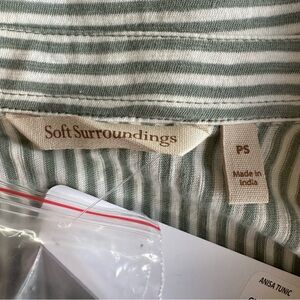 Soft Surroundings
PS
Made in
India
ANISA TUNIC